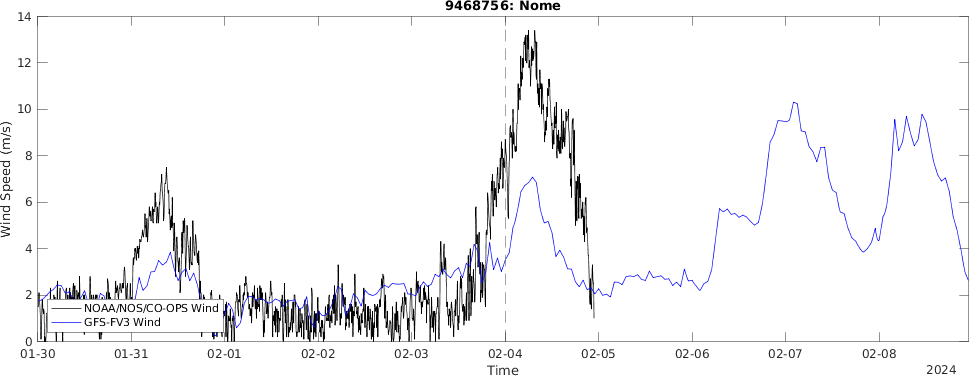 9468756: Nome
Wind Speed (m/s)
14
12
10
8
6
4
2
0
NOAA/NOS/CO-OPS Wind
GFS-FV3 Wind
01-30 01-31 02-01 02-02 02-03 02-04 02-05 02-06 02-07 02-08
Time
2024